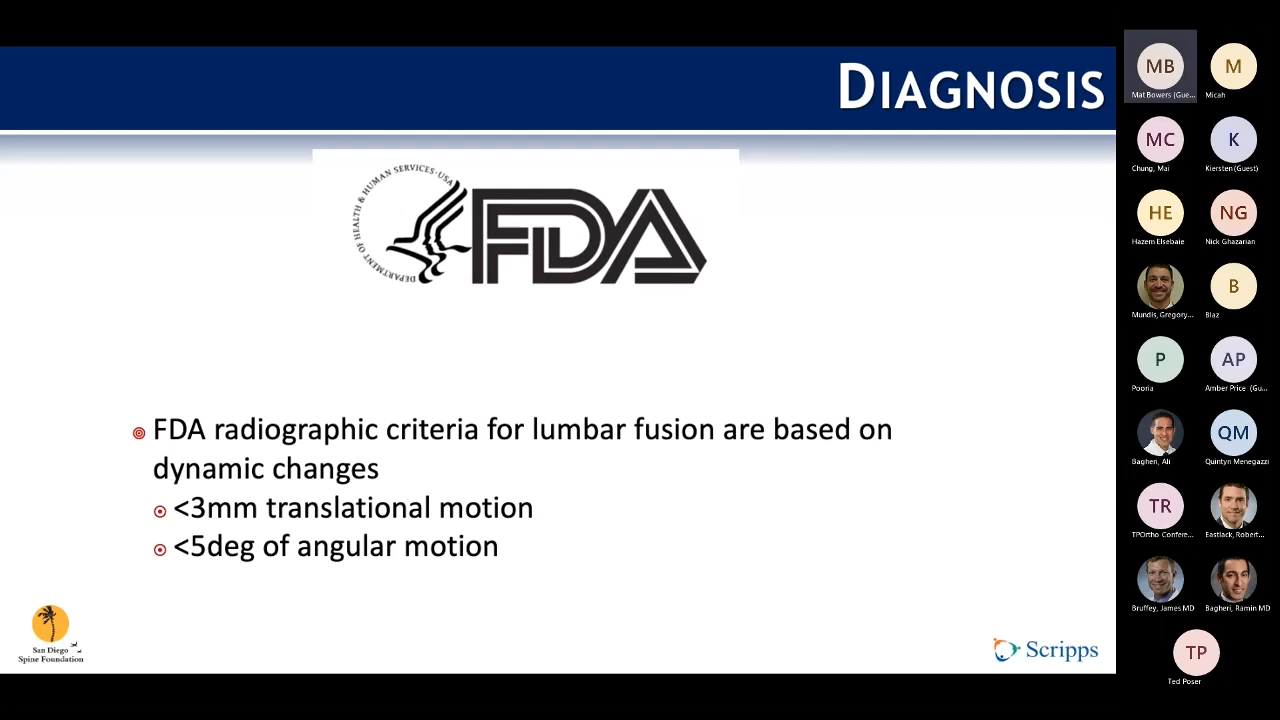 DIAGNOSIS
DEPARTMENT OF HEALTH & HUMAN SERVICES·USA
FDA
FDA radiographic criteria for lumbar fusion are based on
dynamic changes
<3mm translational motion
<5deg of angular motion
San Diego
Spine Foundation
Scripps
MB
Mat Bowers (Gue...
M
Micah
MC
Chung, Mai
K
Kiersten (Guest)
HE
Hazem Elsebaie
NG
Nick Ghazarian
Mundis, Gregory...
B
Blaz
P
Pooria
AP
Amber Price (Gu...
Bagheri, Ali
QM
Quintyn Menegazzi
TR
TPOrtho Confere...
Eastlack, Robert...
Bruffey, James MD
Bagheri, Ramin MD
TP
Ted Poser